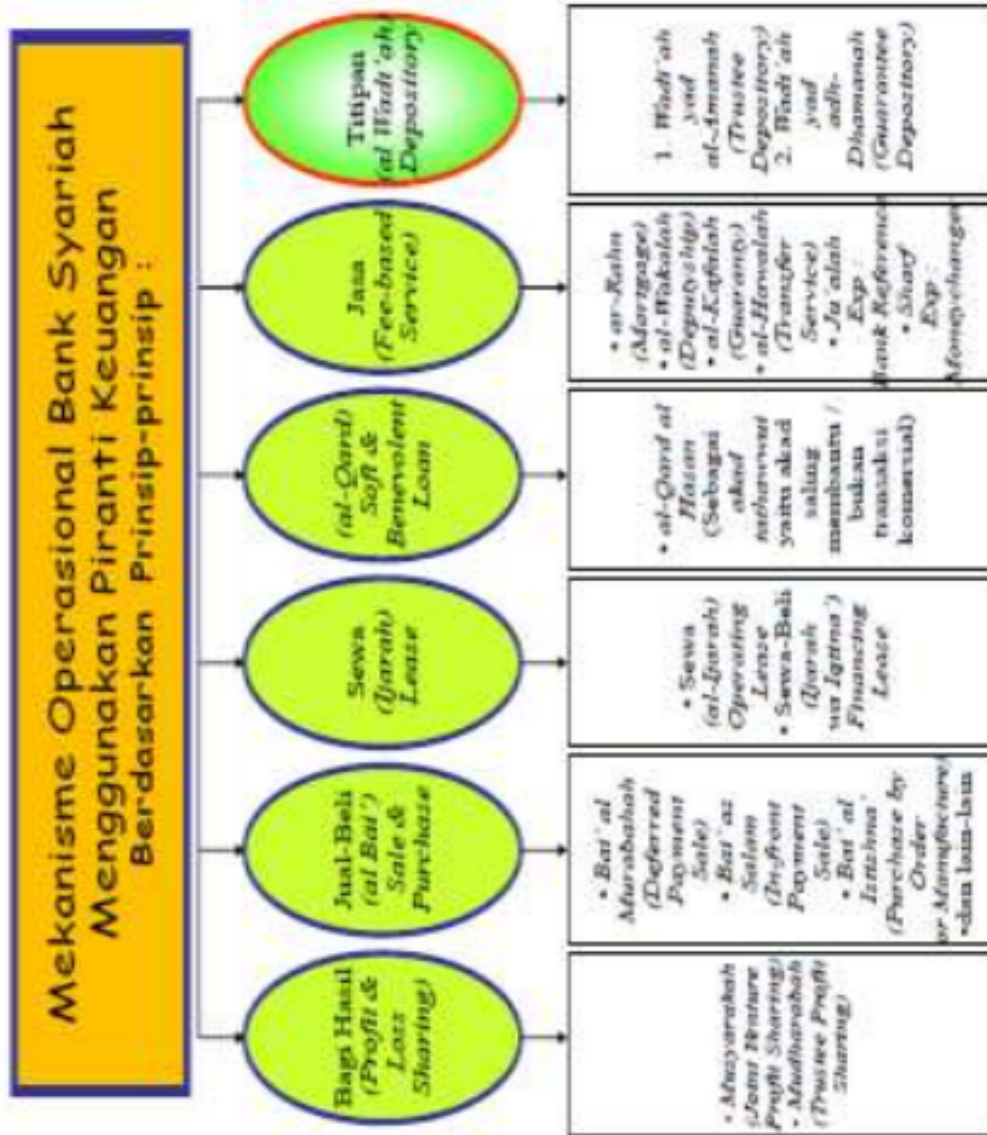 Mekanisme Operasional Bank Syariah
Menggunakan Piranti Keuangan
Berdasarkan Prinsip-prinsip :
Bagi Hasil
(Profit &
Loss
Sharing)
Jual-Beli
(al Bai')
Sale &
Purchase
Sewa
(Ijarah)
Lease
(al-Qard)
Soft &
Benevolent
Loan
Jasa
(Fee-based
Service)
Titipan
(al Wadi'ah)
Depository
• Musyarakah
(Joint Venture
Profit Sharing)
• Mudharabah
(Trustee Profit
Sharing)
• Bai' al
Murabahah
(Deferred
Payment
Sale)
• Bai' as
Salam
(In-front
Payment
Sale)
• Bai' al
Istishna'
(Purchase by
Order
or Manufacture)
•dan lain-lain
• Sewa
(al-Ijarah)
Operating
Lease
• Sewa-Beli
(Ijarah
wa Iqtina')
Financing
Lease
• al-Qard al
Hasan
(Sebagai
akad
tathawwui
yaitu akad
saling
membantu /
bukan
transaksi
komersial)
• ar-Rahn
(Mortgage)
• al-Wakalah
(Deputyship)
• al-Kafalah
(Guaranty)
• al-Hawalah
(Transfer
Service)
• Ju'alah
Exp :
Bank Reference
• Sharf
Exp :
Moneychanger
1. Wadi'ah
yad
al-Amanah
(Trustee
Depository)
2. Wadi'ah
yad
adh-
Dhamanah
(Guarantee
Depository)